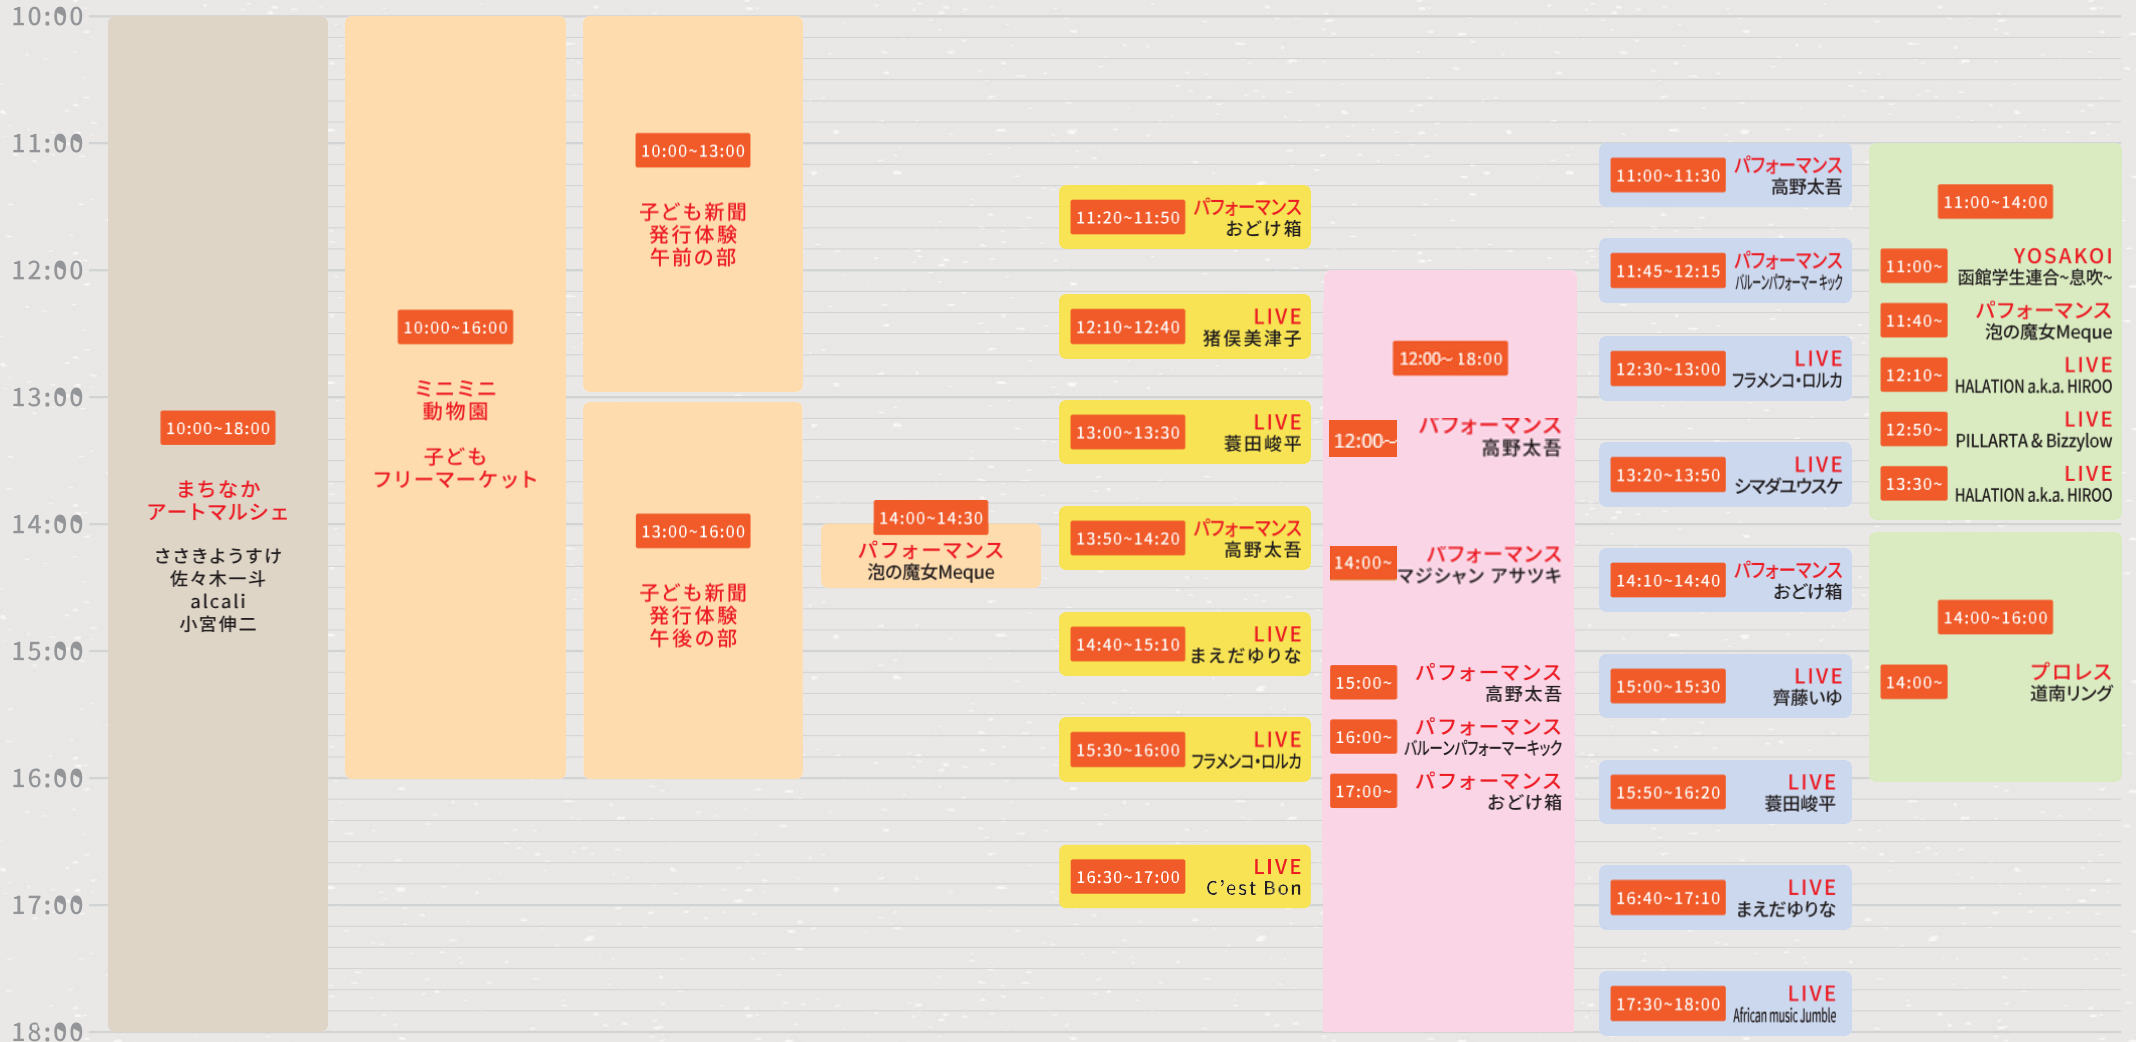 10:00
11:00
12:00
13:00
14:00
15:00
16:00
17:00
18:00
10:00~18:00
まちなか
アートマルシェ
ささきようすけ
佐々木一斗
alcali
小宮伸二
10:00~16:00
ミニミニ
動物園
子ども
フリーマーケット
10:00~13:00
子ども新聞
発行体験
午前の部
13:00~16:00
子ども新聞
発行体験
午後の部
14:00~14:30
パフォーマンス
泡の魔女Meque
11:20~11:50 パフォーマンス
おどけ箱
12:10~12:40 LIVE
猪俣美津子
13:00~13:30 LIVE
蓑田峻平
13:50~14:20 パフォーマンス
高野太吾
14:40~15:10 LIVE
まえだゆりな
15:30~16:00 LIVE
フラメンコ・ロルカ
16:30~17:00 LIVE
C'est Bon
12:00~ 18:00
12:00~ パフォーマンス
高野太吾
14:00~ パフォーマンス
マジシャン アサツキ
15:00~ パフォーマンス
高野太吾
16:00~ パフォーマンス
バルーンパフォーマーキック
17:00~ パフォーマンス
おどけ箱
11:00~11:30 パフォーマンス
高野太吾
11:45~12:15 パフォーマンス
バルーンパフォーマーキック
12:30~13:00 LIVE
フラメンコ・ロルカ
13:20~13:50 LIVE
シマダユウスケ
14:10~14:40 パフォーマンス
おどけ箱
15:00~15:30 LIVE
齊藤いゆ
15:50~16:20 LIVE
蓑田峻平
16:40~17:10 LIVE
まえだゆりな
17:30~18:00 LIVE
African music Jumble
11:00~14:00
11:00~ YOSAKOI
函館学生連合~息吹~
11:40~ パフォーマンス
泡の魔女Meque
12:10~ LIVE
HALATION a.k.a. HIROO
12:50~ LIVE
PILLARTA & Bizzylow
13:30~ LIVE
HALATION a.k.a. HIROO
14:00~16:00
14:00~ プロレス
道南リング